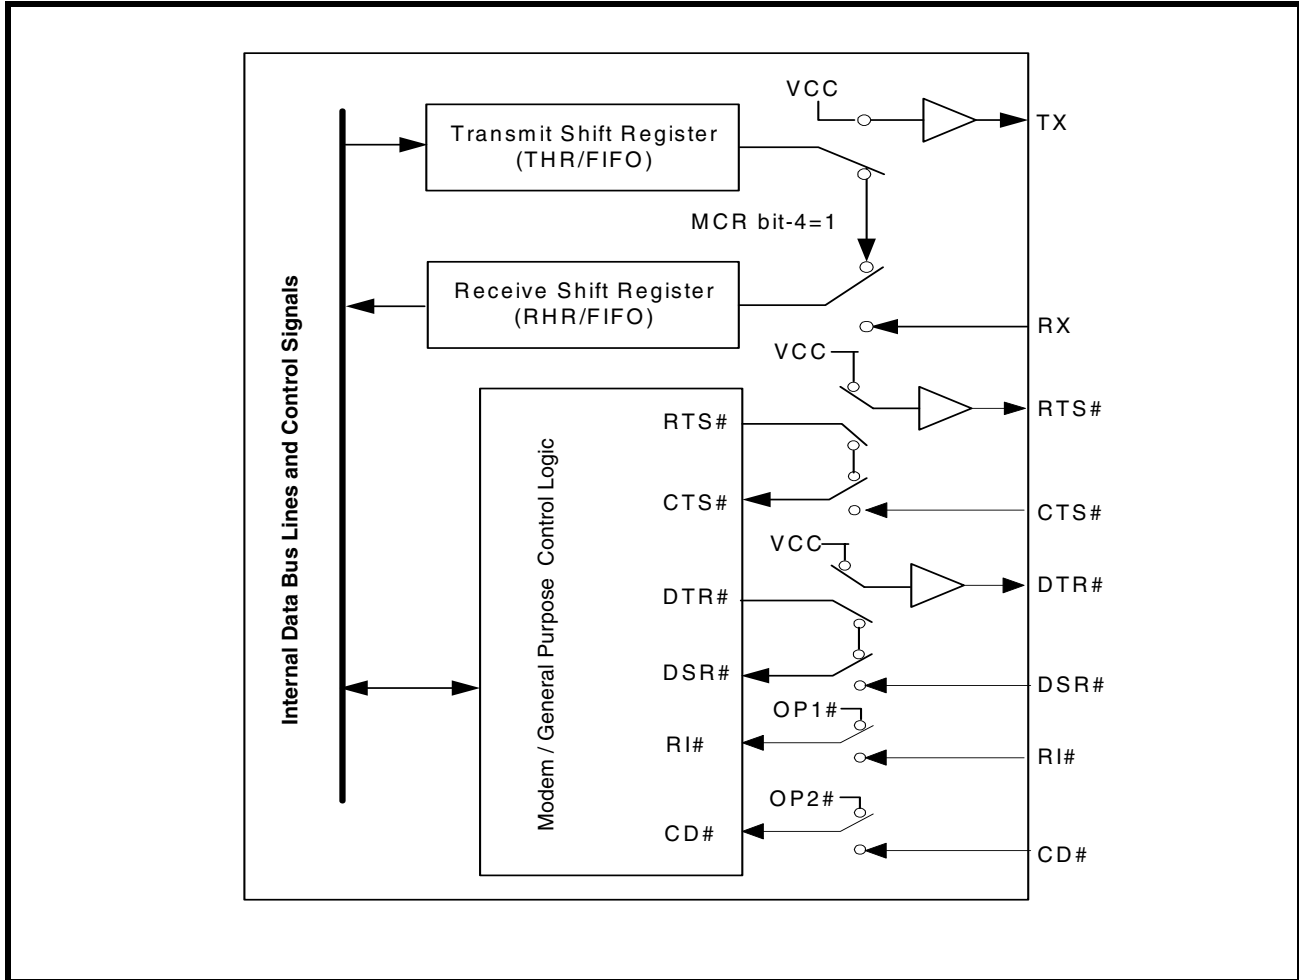 VCC
TX
Transmit Shift Register
(THR/FIFO)
MCR bit-4=1
Receive Shift Register
(RHR/FIFO)
RX
VCC
RTS#
RTS#
CTS#
CTS#
VCC
DTR#
DTR#
DSR#
DSR#
OP1#
RI#
RI#
OP2#
CD#
CD#
Internal Data Bus Lines and Control Signals
Modem / General Purpose Control Logic